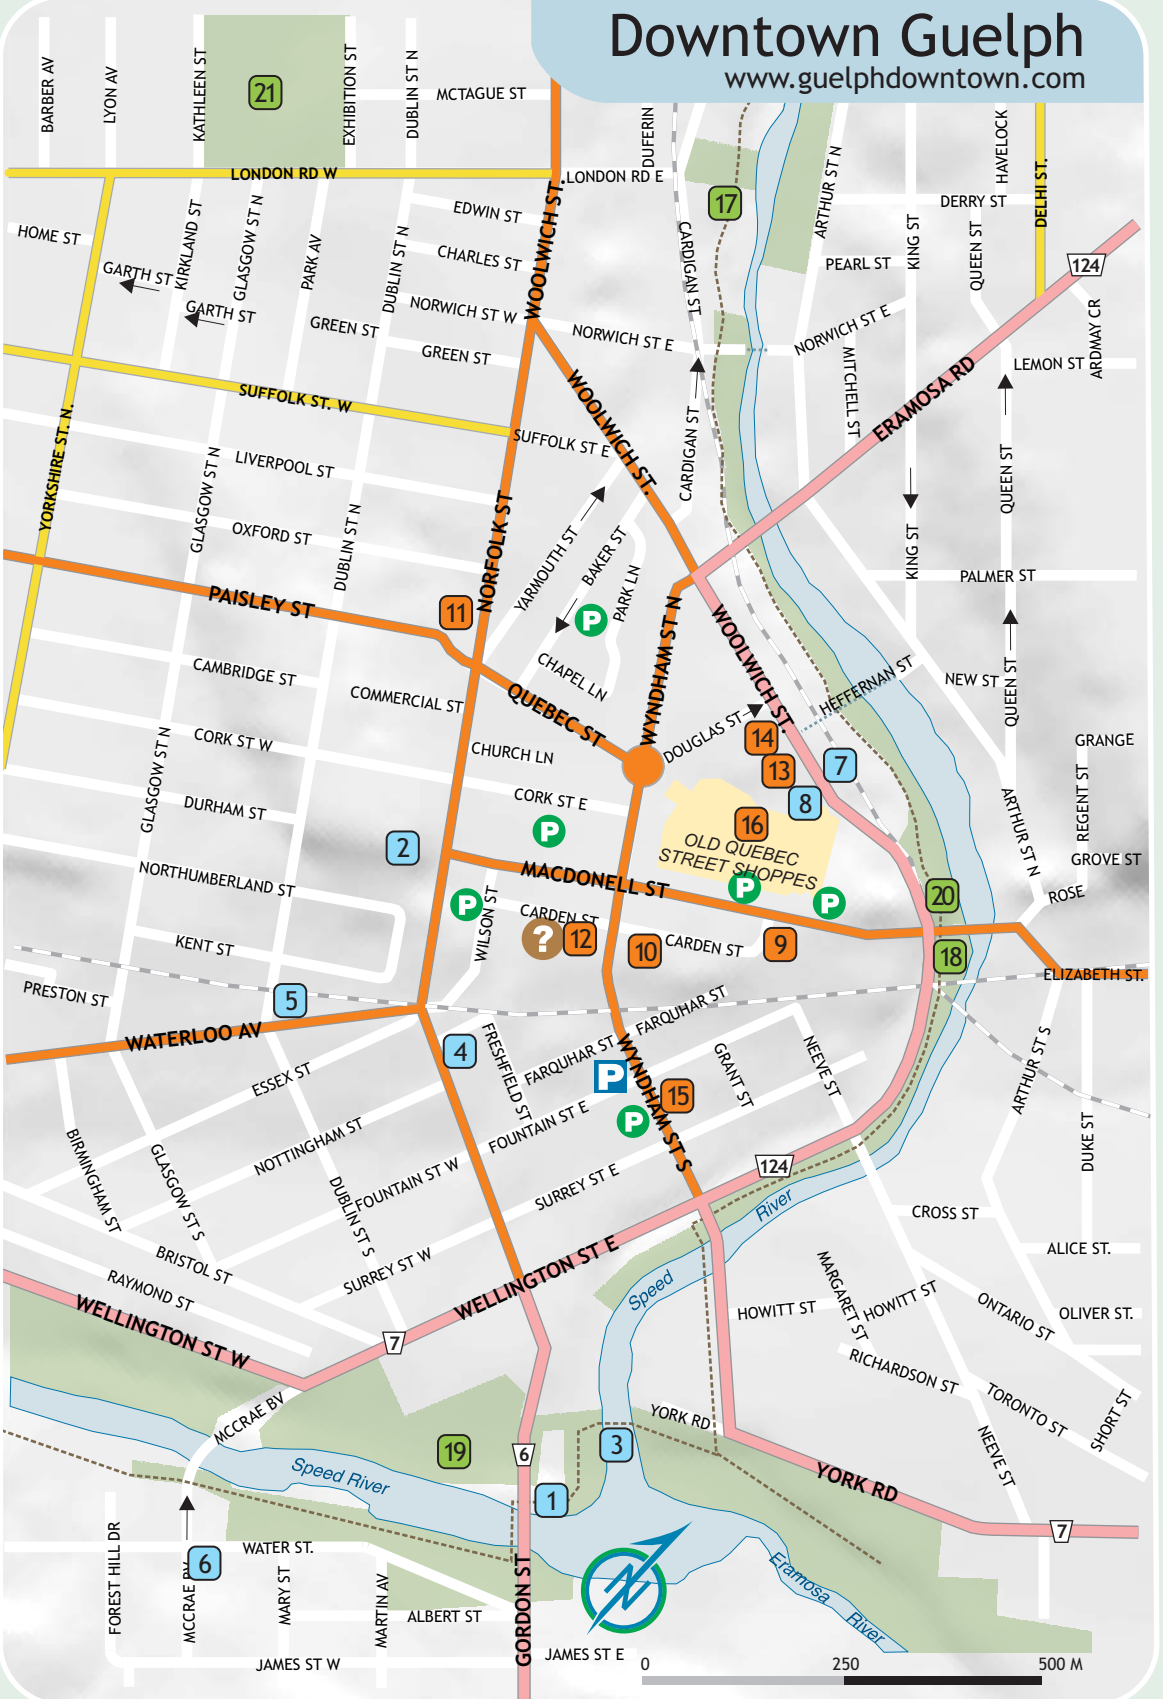 Downtown Guelph
www.guelphdowntown.com
BARBER AV
LYON AV
KATHLEEN ST
21
EXHIBITION ST
DUBLIN ST N
MCTAGUE ST
DUFERIN
HAVELOCK
LONDON RD W
LONDON RD E
ARTHUR ST N
DELHI ST.
17
EDWIN ST
DERRY ST
HOME ST
KIRKLAND ST
GLASGOW ST N
PARK AV
DUBLIN ST N
CHARLES ST
WOOLWICH ST.
CARDIGAN ST
KING ST
QUEEN ST
PEARL ST
124
GARTH ST
GARTH ST
GREEN ST
NORWICH ST W
NORWICH ST E
NORWICH ST E
ARDMAY CR
GREEN ST
MITCHELL ST
LEMON ST
SUFFOLK ST. W
SUFFOLK ST E
WOOLWICH ST.
ERAMOSA RD
YORKSHIRE ST. N.
LIVERPOOL ST
CARDIGAN ST
QUEEN ST
GLASGOW ST N
OXFORD ST
DUBLIN ST N
NORFOLK ST
YARMOUTH ST
BAKER ST
PARK LN
KING ST
PALMER ST
PAISLEY ST
11
P
WYNDHAM ST N
WOOLWICH ST.
CAMBRIDGE ST
COMMERCIAL ST
CHAPEL LN
QUEBEC ST
HEFFERNAN ST
NEW ST
QUEEN ST
CORK ST W
CHURCH LN
DOUGLAS ST
14
GRANGE
GLASGOW ST N
13
7
DURHAM ST
CORK ST E
8
REGENT ST
2
P
16
OLD QUEBEC
STREET SHOPPES
ARTHUR ST N
GROVE ST
NORTHUMBERLAND ST
MACDONELL ST
P
P
20
ROSE
P
WILSON ST
CARDEN ST
KENT ST
?
12
10
CARDEN ST
9
18
PRESTON ST
5
ELIZABETH ST.
WATERLOO AV
4
FRESHFIELD ST
FARQUHAR ST
FARQUHAR ST
WYNDHAM ST S
GRANT ST
NEEVE ST
ARTHUR ST S
ESSEX ST
P
15
P
BIRMINGHAM ST
GLASGOW ST S
NOTTINGHAM ST
FOUNTAIN ST E
DUKE ST
DUBLIN ST S
FOUNTAIN ST W
SURREY ST E
124
River
CROSS ST
BRISTOL ST
SURREY ST W
WELLINGTON ST E
ALICE ST.
RAYMOND ST
Speed
MARGARET ST
HOWITT ST
HOWITT ST
ONTARIO ST
OLIVER ST.
WELLINGTON ST W
7
RICHARDSON ST
MCCRAE BV
YORK RD
TORONTO ST
SHORT ST
19
6
3
NEEVE ST
Speed River
1
YORK RD
7
FOREST HILL DR
WATER ST.
6
MCCRAE
MARY ST
MARTIN AV
GORDON ST
Eramosa
River
ALBERT ST
JAMES ST W
JAMES ST E
0
250
500 M